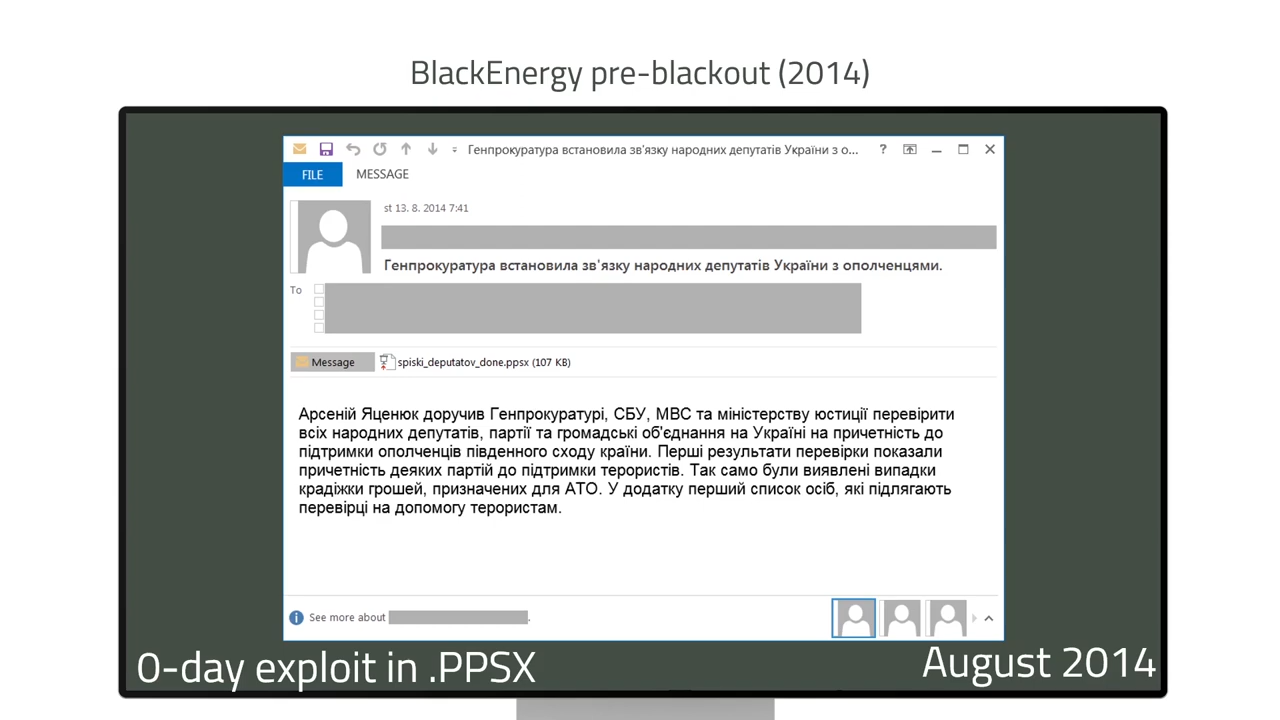 BlackEnergy pre-blackout (2014)
Генпрокуратура встановила зв'язку народних депутатів України з о...
?
FILE
MESSAGE
st 13. 8. 2014 7:41
Генпрокуратура встановила зв'язку народних депутатів України з ополченцями.
To
Message
spiski_deputatov_done.ppsx (107 KB)
Арсеній Яценюк доручив Генпрокуратурі, СБУ, МВС та міністерству юстиції перевірити
всіх народних депутатів, партії та громадські об'єднання на Україні на причетність до
підтримки ополченців південного сходу країни. Перші результати перевірки показали
причетність деяких партій до підтримки терористів. Так само були виявлені випадки
крадіжки грошей, призначених для АТО. У додатку перший список осіб, які підлягають
перевірці на допомогу терористам.
See more about
.
0-day exploit in .PPSX
August 2014